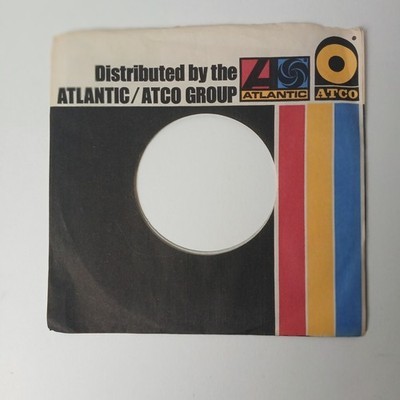 Distributed by the
ATLANTIC/ATCO GROUP
ATLANTIC
ATCO